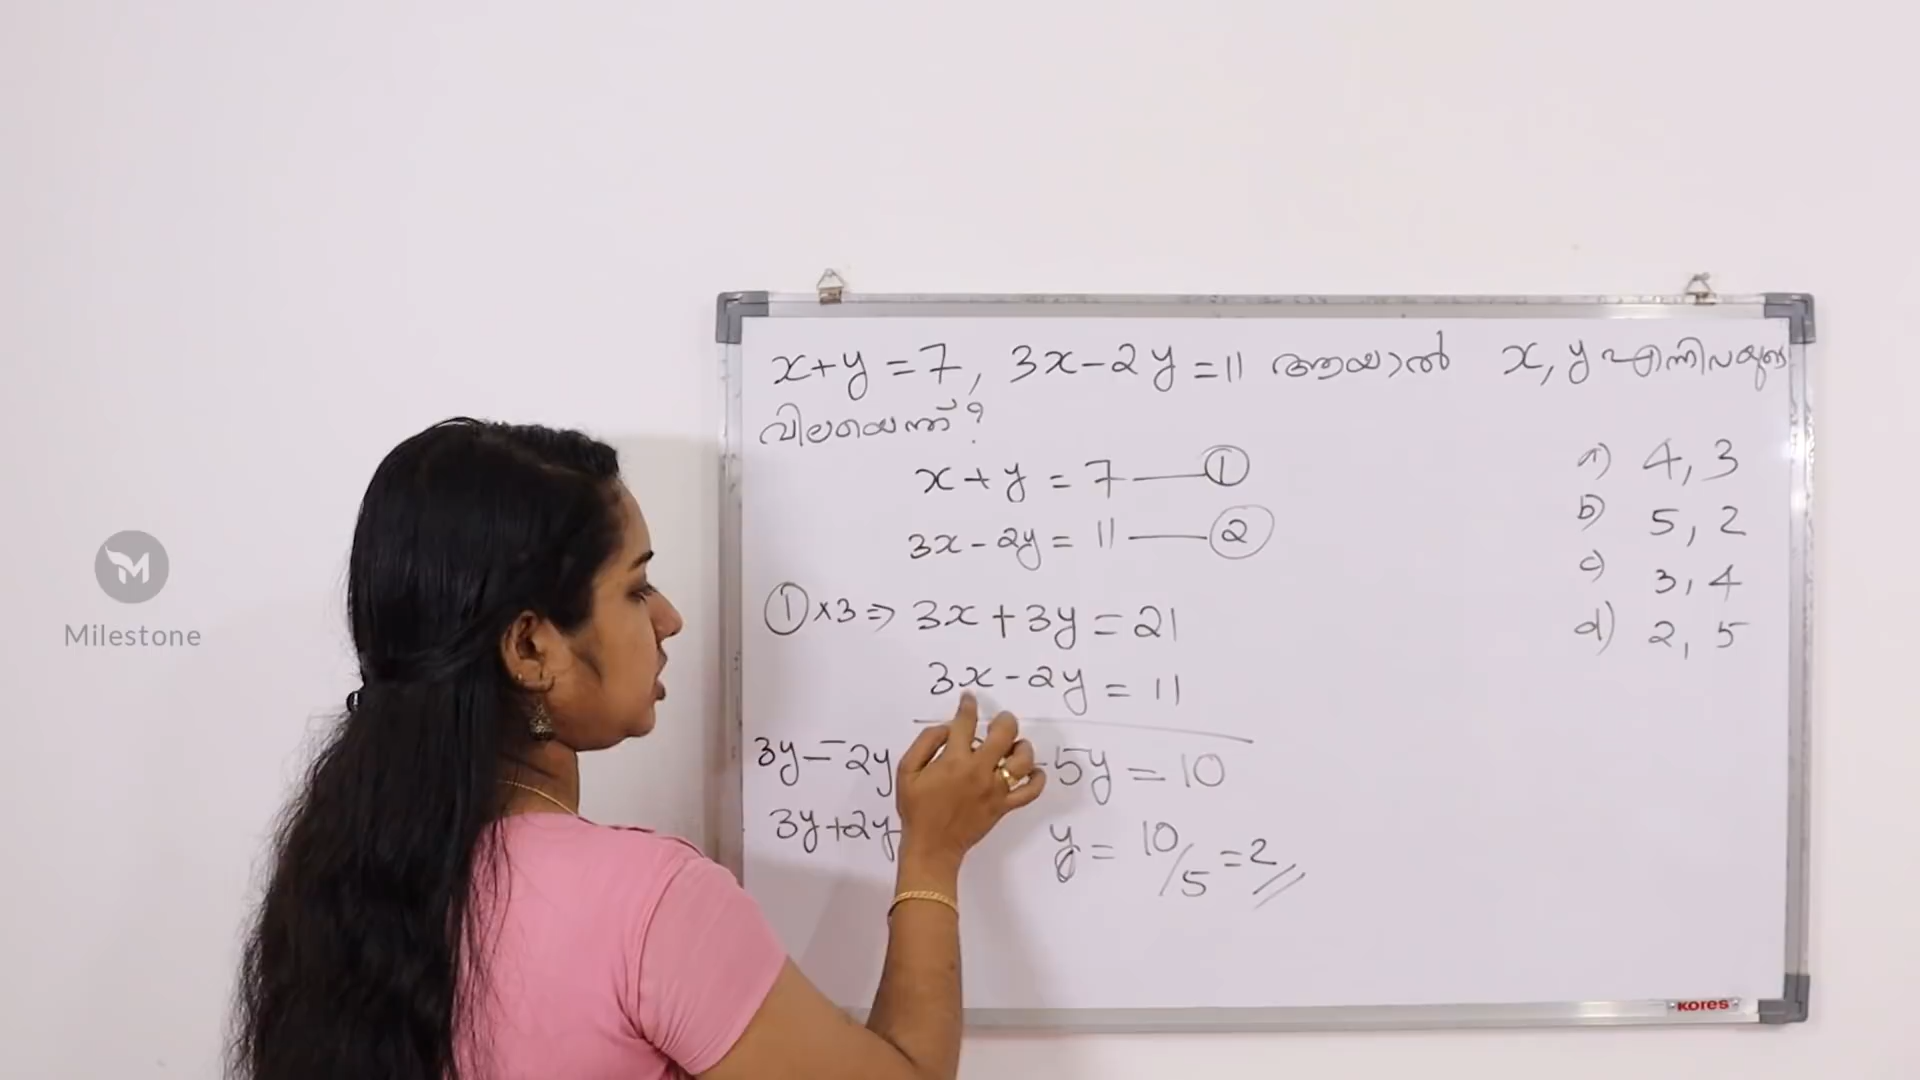 x+y=7, 3x-2y=11 ആയാൽ x, y എന്നിവയുടെ
വിലയെന്ത്?
x+y=7 — ①
3x-2y=11 — ②
①×3⇒ 3x+3y=21
3x-2y=11
3y-⁻2y
5y=10
3y+2y
y=10/5=2
a) 4, 3
b) 5, 2
c) 3, 4
d) 2, 5
Milestone
KORES